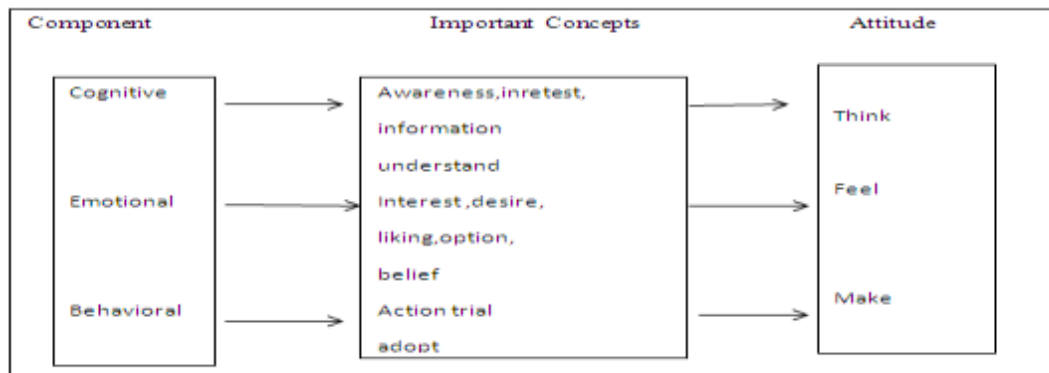 Component Important Concepts Attitude
Cognitive
Awareness,inretest,
information
understand
Think
Emotional
Interest ,desire,
liking,option,
belief
Feel
Behavioral
Action trial
adopt
Make